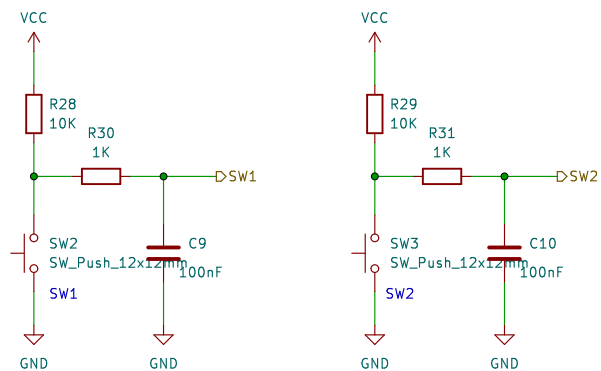 VCC
R28
10K
R30
1K
SW1
SW2
SW_Push_12x12mm
SW1
C9
100nF
GND
GND
VCC
R29
10K
R31
1K
SW2
SW3
SW_Push_12x12mm
SW2
C10
100nF
GND
GND